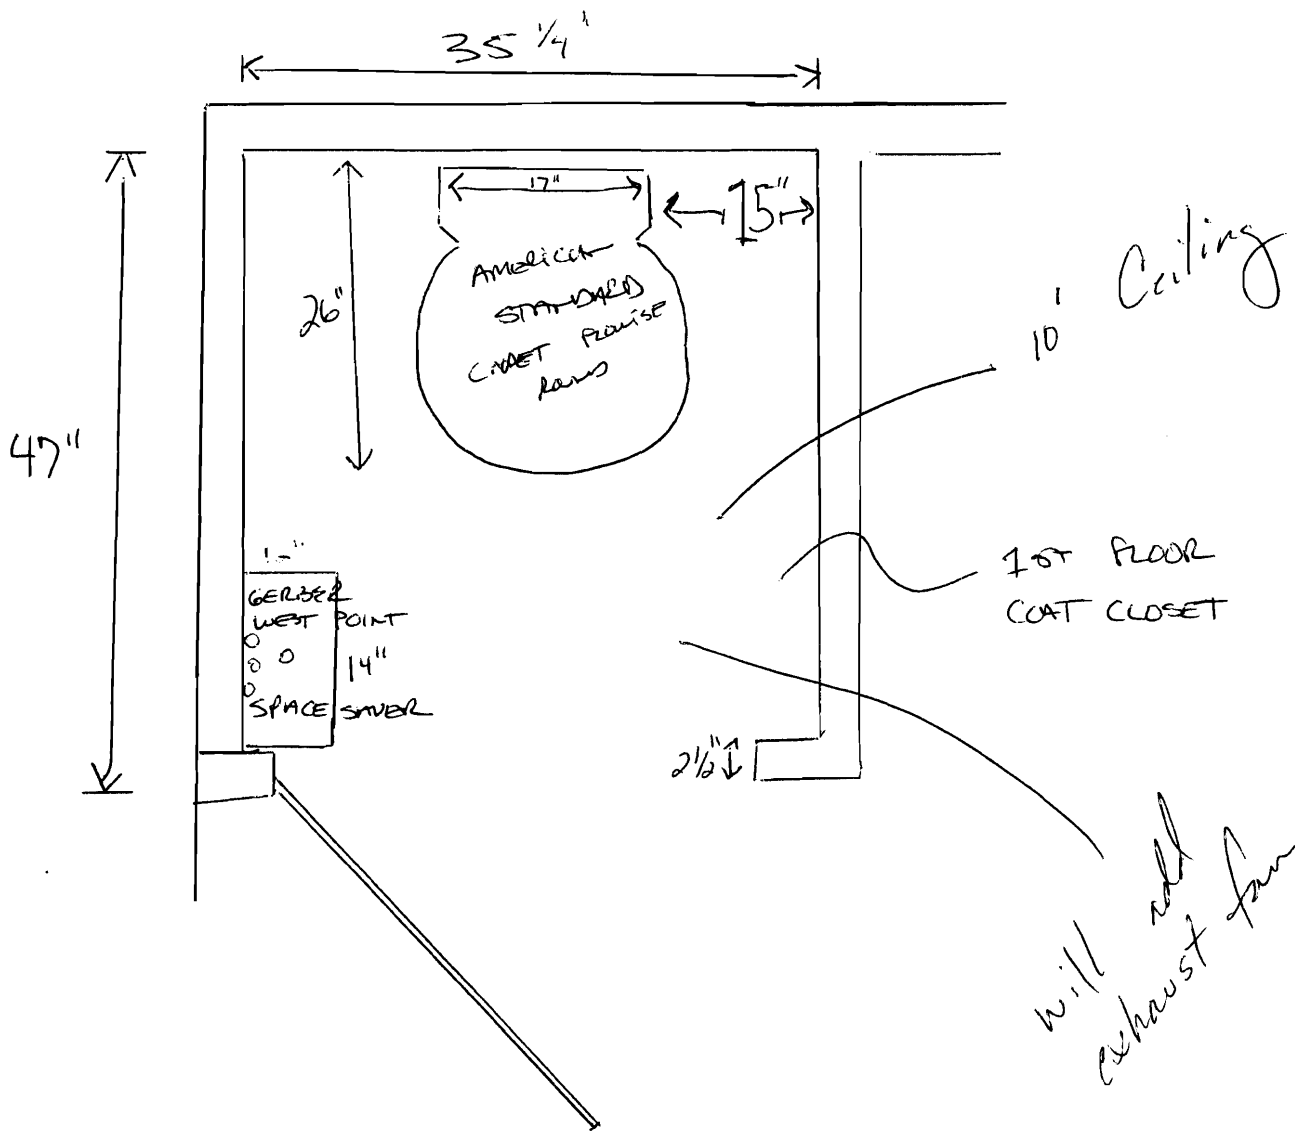 35 1/4"
17"
15"
26"
AMERICAN
STANDARD
CADET
10' Ceiling
47"
1ST FLOOR
COAT CLOSET
GERBER
WEST POINT
14"
SPACE SAVER
2 1/2"
will add
exhaust fan